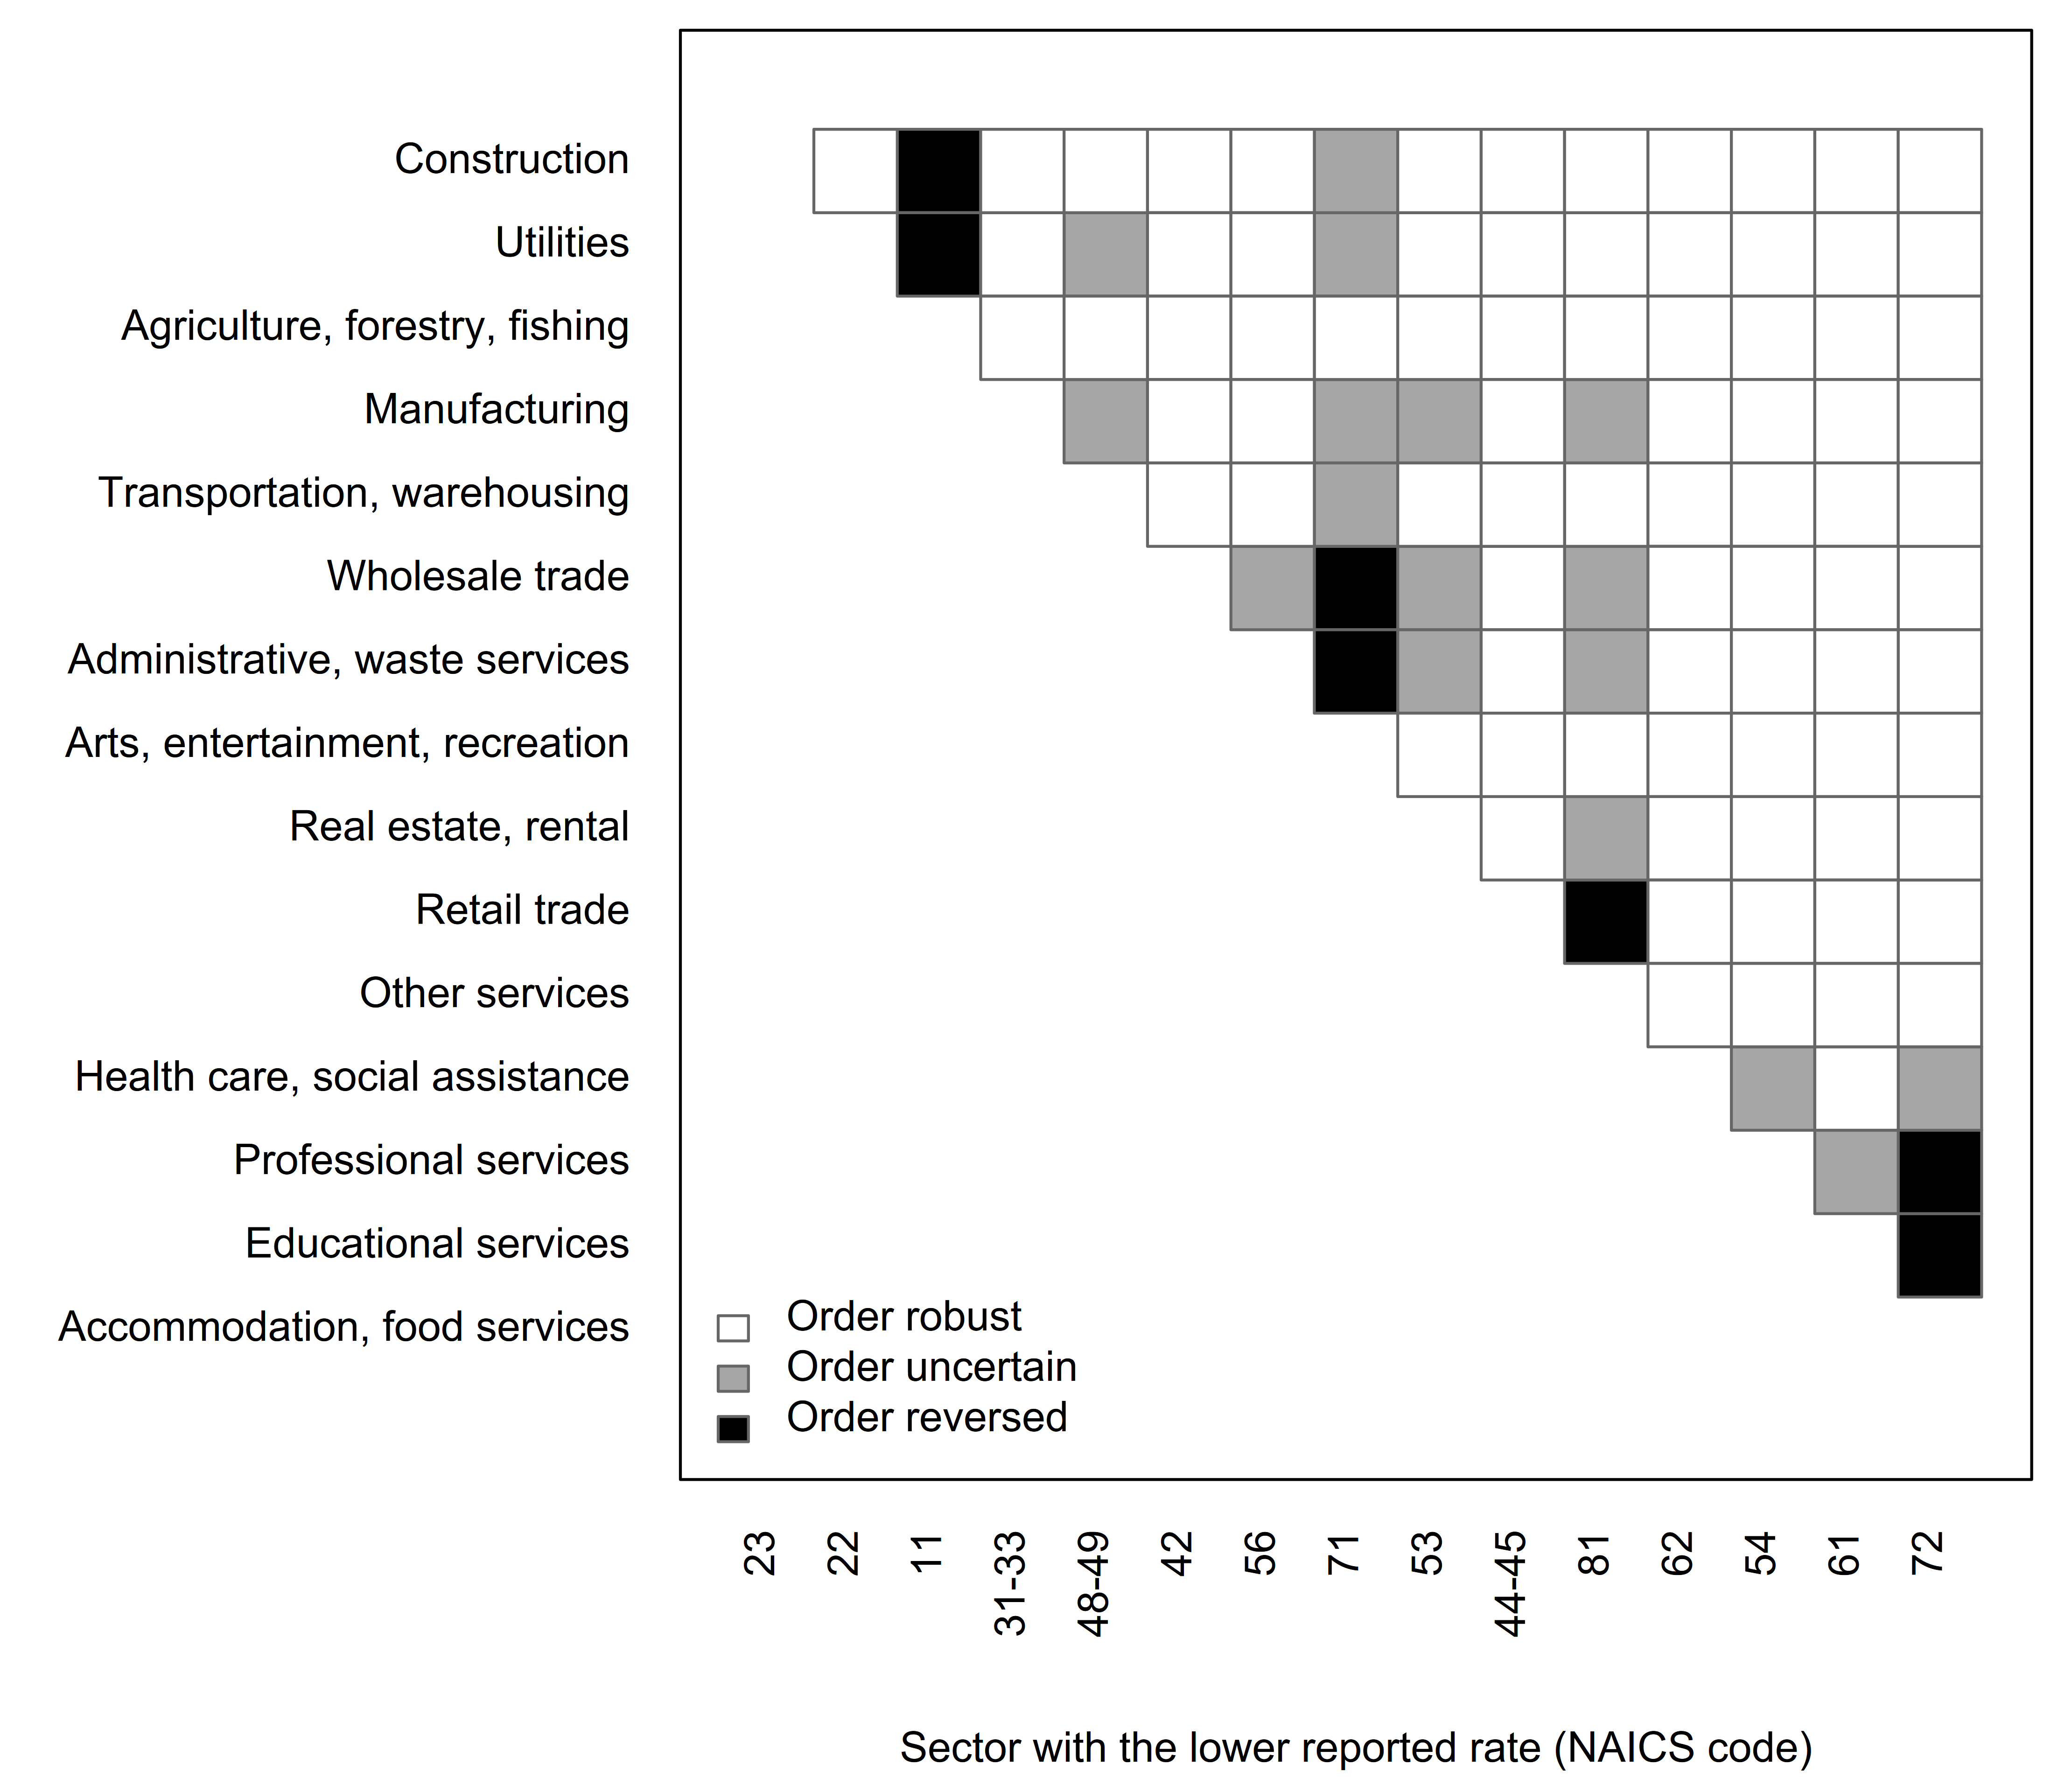 Construction
Utilities
Agriculture, forestry, fishing
Manufacturing
Transportation, warehousing
Wholesale trade
Administrative, waste services
Arts, entertainment, recreation
Real estate, rental
Retail trade
Other services
Health care, social assistance
Professional services
Educational services
Accommodation, food services
Order robust
Order uncertain
Order reversed
23
22
11
31-33
48-49
42
56
71
53
44-45
81
62
54
61
72
Sector with the lower reported rate (NAICS code)